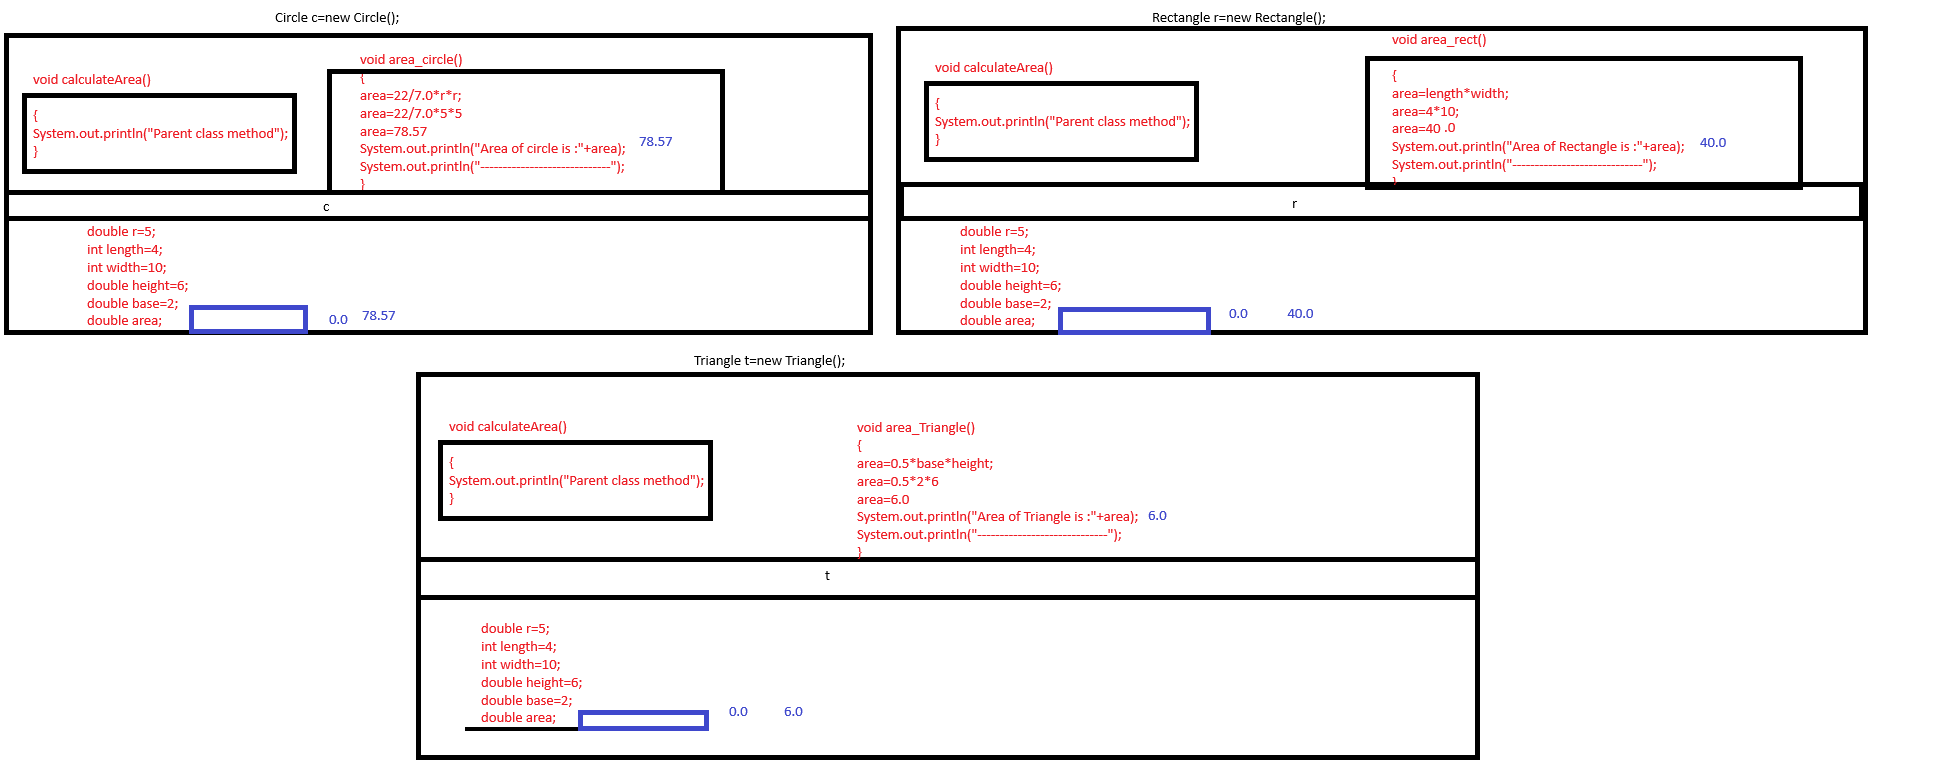 Circle c=new Circle();
void calculateArea()
{
System.out.println("Parent class method");
}
void area_circle()
{
area=22/7.0*r*r;
area=22/7.0*5*5
area=78.57
System.out.println("Area of circle is :"+area); 78.57
System.out.println("-----------------------------");
}
c
double r=5;
int length=4;
int width=10;
double height=6;
double base=2;
double area; 0.0 78.57
Rectangle r=new Rectangle();
void calculateArea()
{
System.out.println("Parent class method");
}
void area_rect()
{
area=length*width;
area=4*10;
area=40 .0
System.out.println("Area of Rectangle is :"+area); 40.0
System.out.println("-----------------------------");
}
r
double r=5;
int length=4;
int width=10;
double height=6;
double base=2;
double area; 0.0 40.0
Triangle t=new Triangle();
void calculateArea()
{
System.out.println("Parent class method");
}
void area_Triangle()
{
area=0.5*base*height;
area=0.5*2*6
area=6.0
System.out.println("Area of Triangle is :"+area); 6.0
System.out.println("-----------------------------");
}
t
double r=5;
int length=4;
int width=10;
double height=6;
double base=2;
double area; 0.0 6.0